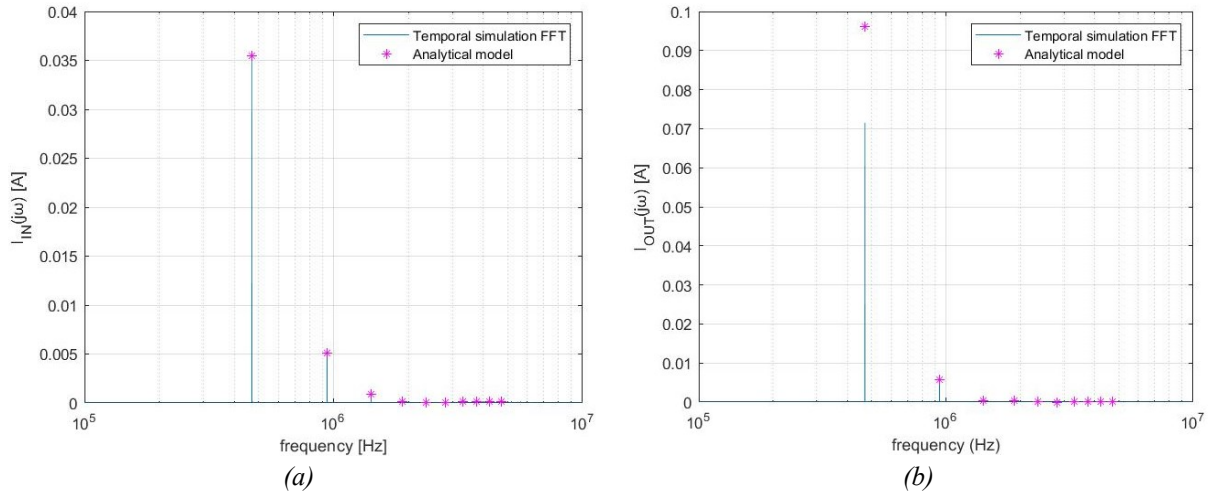 0.04
0.035
0.03
0.025
0.02
0.015
0.01
0.005
0
I_IN(jω) [A]
Temporal simulation FFT
Analytical model
10^5
10^6
10^7
frequency [Hz]
(a)
0.1
0.09
0.08
0.07
0.06
0.05
0.04
0.03
0.02
0.01
0
I_OUT(jω) [A]
Temporal simulation FFT
Analytical model
10^5
10^6
10^7
frequency (Hz)
(b)